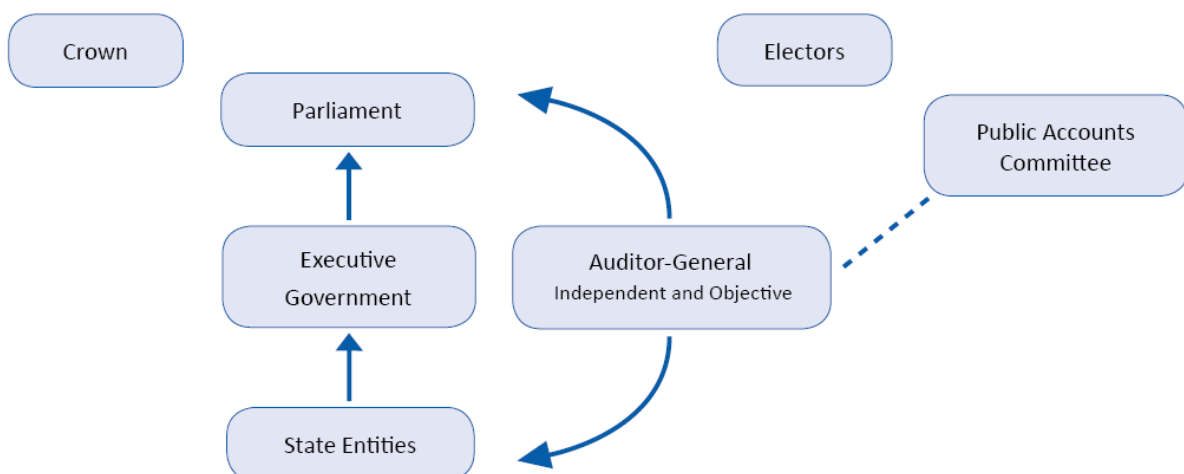 Crown
Electors
Parliament
Public Accounts
Committee
Executive
Government
Auditor-General
Independent and Objective
State Entities